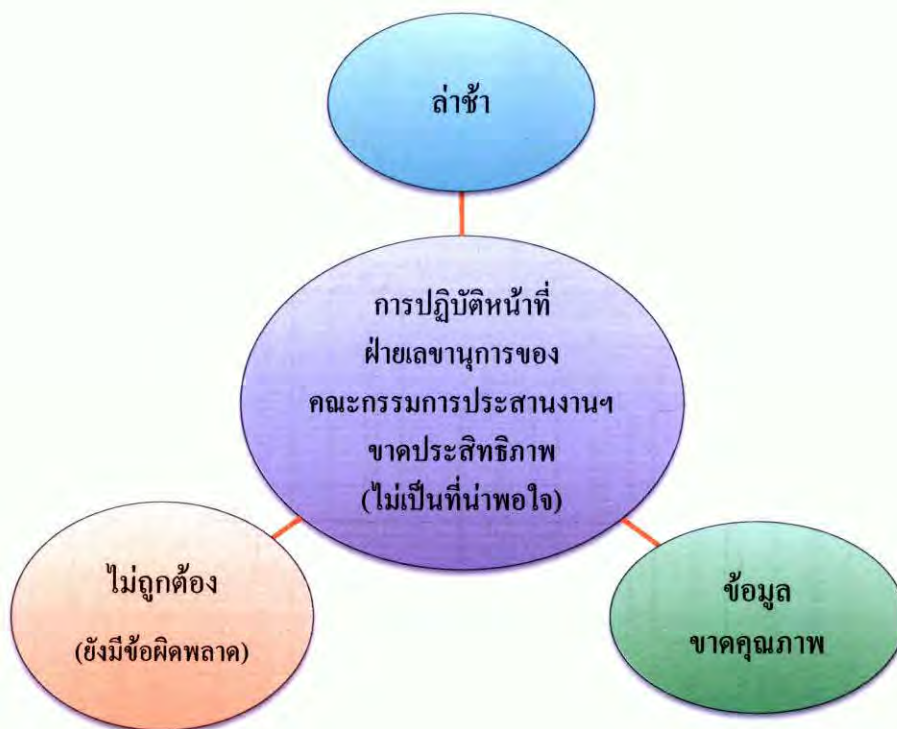 ล่าช้า
การปฏิบัติหน้าที่
ฝ่ายเลขานุการของ
คณะกรรมการประสานงานฯ
ขาดประสิทธิภาพ
(ไม่เป็นที่น่าพอใจ)
ไม่ถูกต้อง
(ยังมีข้อผิดพลาด)
ข้อมูล
ขาดคุณภาพ